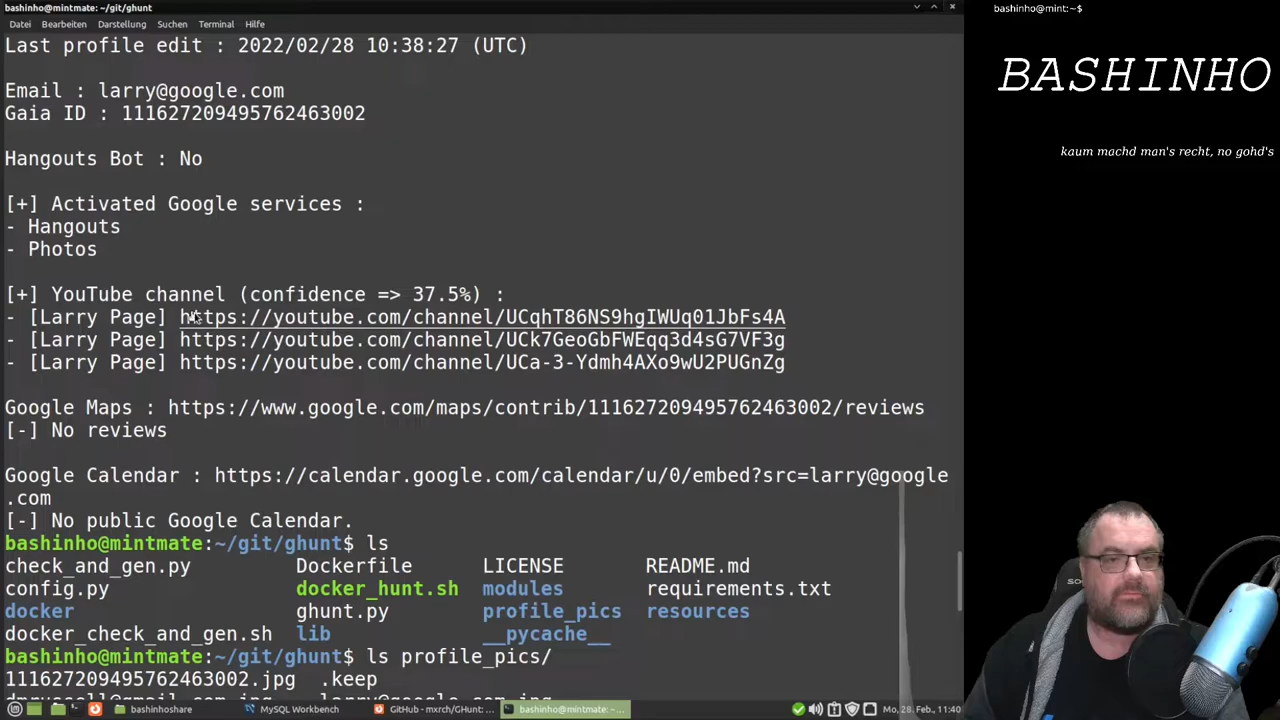 bashinho@mintmate: ~/git/ghunt
Datei Bearbeiten Darstellung Suchen Terminal Hilfe
Last profile edit : 2022/02/28 10:38:27 (UTC)
Email : larry@google.com
Gaia ID : 111627209495762463002
Hangouts Bot : No
[+] Activated Google services :
- Hangouts
- Photos
[+] YouTube channel (confidence => 37.5%) :
- [Larry Page] https://youtube.com/channel/UCqhT86NS9hgIWUq01JbFs4A
- [Larry Page] https://youtube.com/channel/UCk7GeoGbFWEqq3d4sG7VF3g
- [Larry Page] https://youtube.com/channel/UCa-3-Ydmh4AXo9wU2PUGnZg
Google Maps : https://www.google.com/maps/contrib/111627209495762463002/reviews
[-] No reviews
Google Calendar : https://calendar.google.com/calendar/u/0/embed?src=larry@google
.com
[-] No public Google Calendar.
bashinho@mintmate:~/git/ghunt$ ls
check_and_gen.py Dockerfile LICENSE README.md
config.py docker_hunt.sh modules requirements.txt
docker ghunt.py profile_pics resources
docker_check_and_gen.sh lib __pycache__
bashinho@mintmate:~/git/ghunt$ ls profile_pics/
111627209495762463002.jpg .keep
bashinhoshare MySQL Workbench GitHub - mxrch/GHunt: ... bashinho@mintmate: ~... Mo, 28. Feb., 11:40
bashinho@mint:~$
BASHINHO
kaum machd man's recht, no gohd's